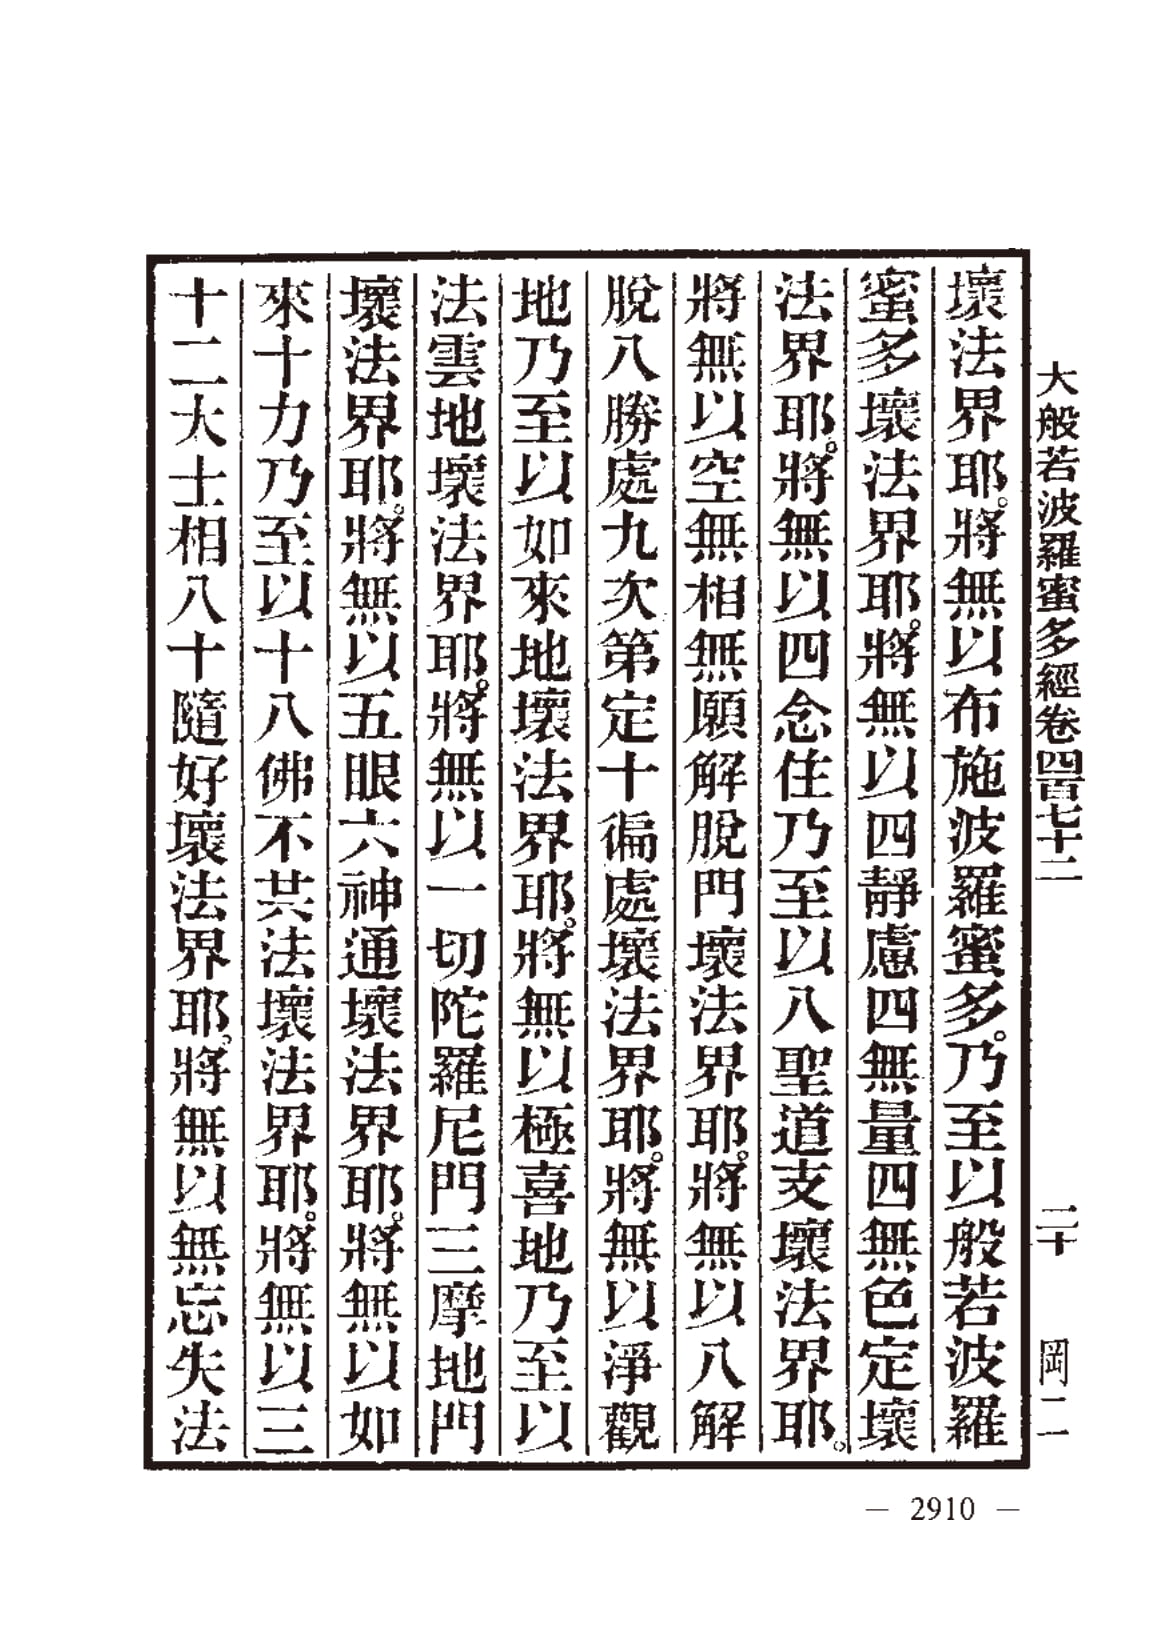 大般若波羅蜜多經卷四百七十二 二十 岡二
壞法界耶。將無以布施波羅蜜多。乃至以般若波羅
蜜多壞法界耶。將無以四靜慮四無量四無色定壞
法界耶。將無以四念住乃至以八聖道支壞法界耶。
將無以空無相無願解脫門壞法界耶。將無以八解
脫八勝處九次第定十徧處壞法界耶。將無以淨觀
地乃至以如來地壞法界耶。將無以極喜地乃至以
法雲地壞法界耶。將無以一切陀羅尼門三摩地門
壞法界耶。將無以五眼六神通壞法界耶。將無以如
來十力乃至以十八佛不共法壞法界耶。將無以三
十二大士相八十隨好壞法界耶。將無以無忘失法
— 2910 —